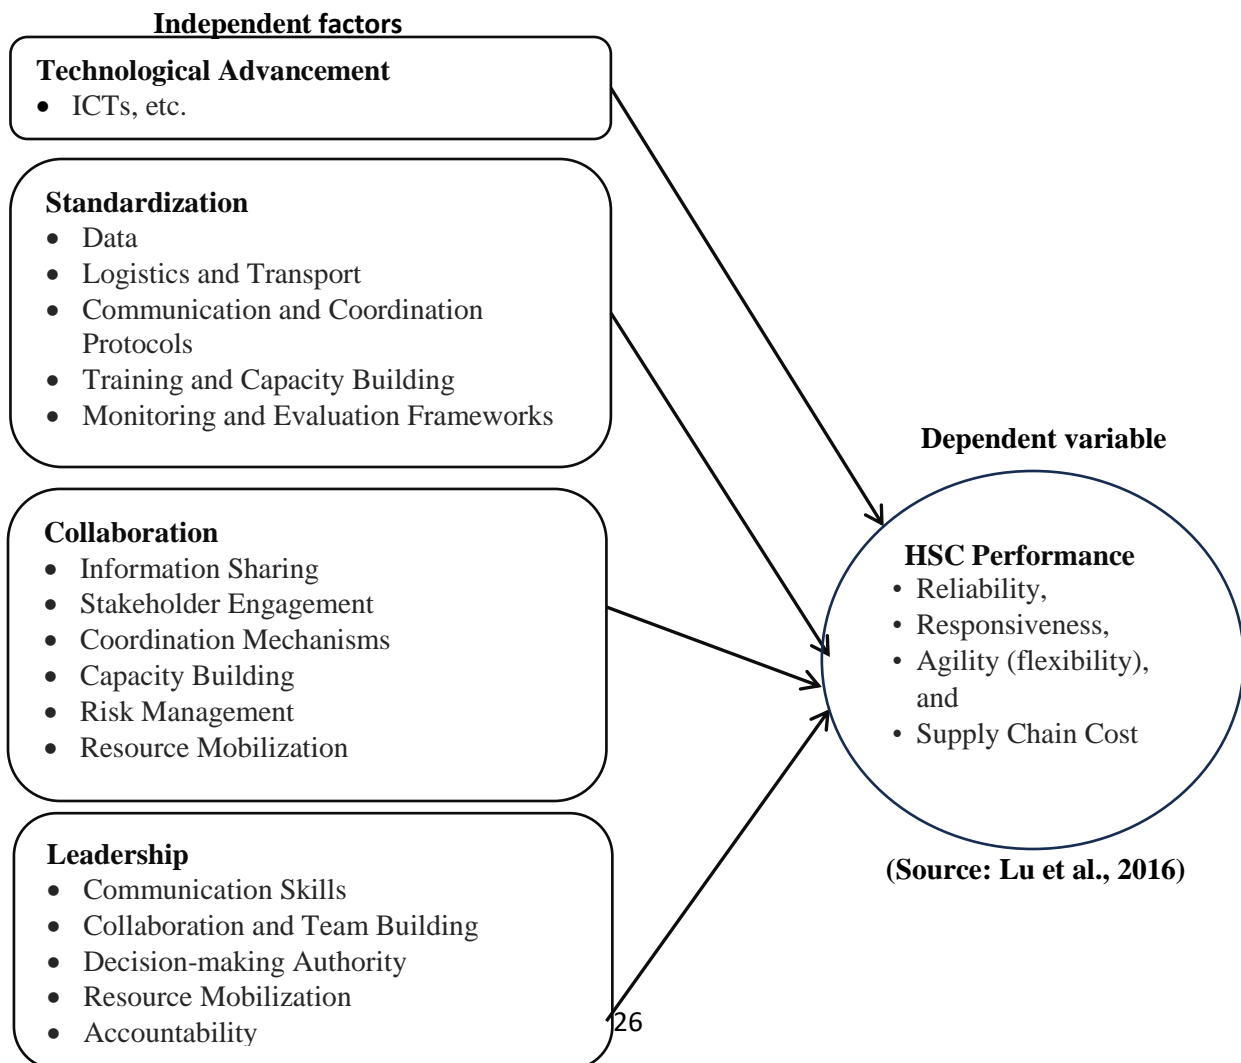 Independent factors
Technological Advancement
• ICTs, etc.
Standardization
• Data
• Logistics and Transport
• Communication and Coordination
Protocols
• Training and Capacity Building
• Monitoring and Evaluation Frameworks
Collaboration
• Information Sharing
• Stakeholder Engagement
• Coordination Mechanisms
• Capacity Building
• Risk Management
• Resource Mobilization
Leadership
• Communication Skills
• Collaboration and Team Building
• Decision-making Authority
• Resource Mobilization
• Accountability
Dependent variable
HSC Performance
• Reliability,
• Responsiveness,
• Agility (flexibility),
and
• Supply Chain Cost
(Source: Lu et al., 2016)
26